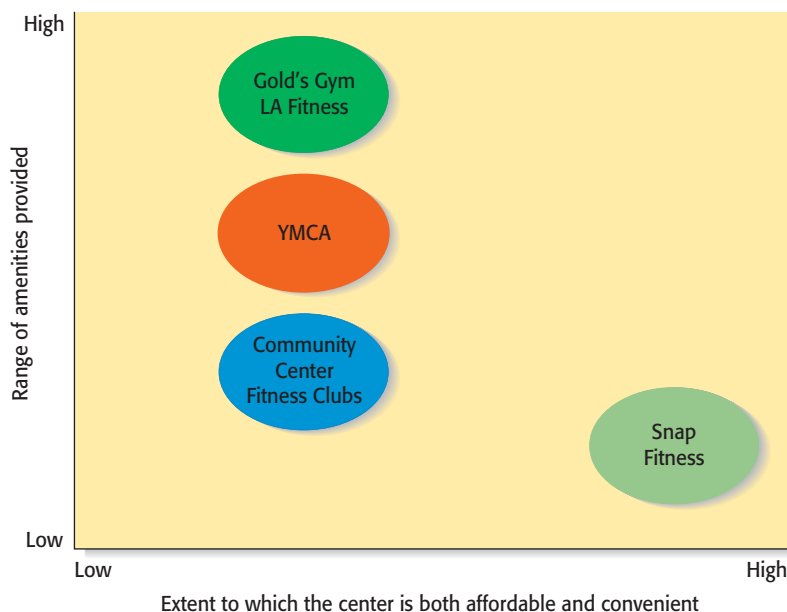 High
Gold's Gym
LA Fitness
YMCA
Range of amenities provided
Community
Center
Fitness Clubs
Snap
Fitness
Low
Low
High
Extent to which the center is both affordable and convenient